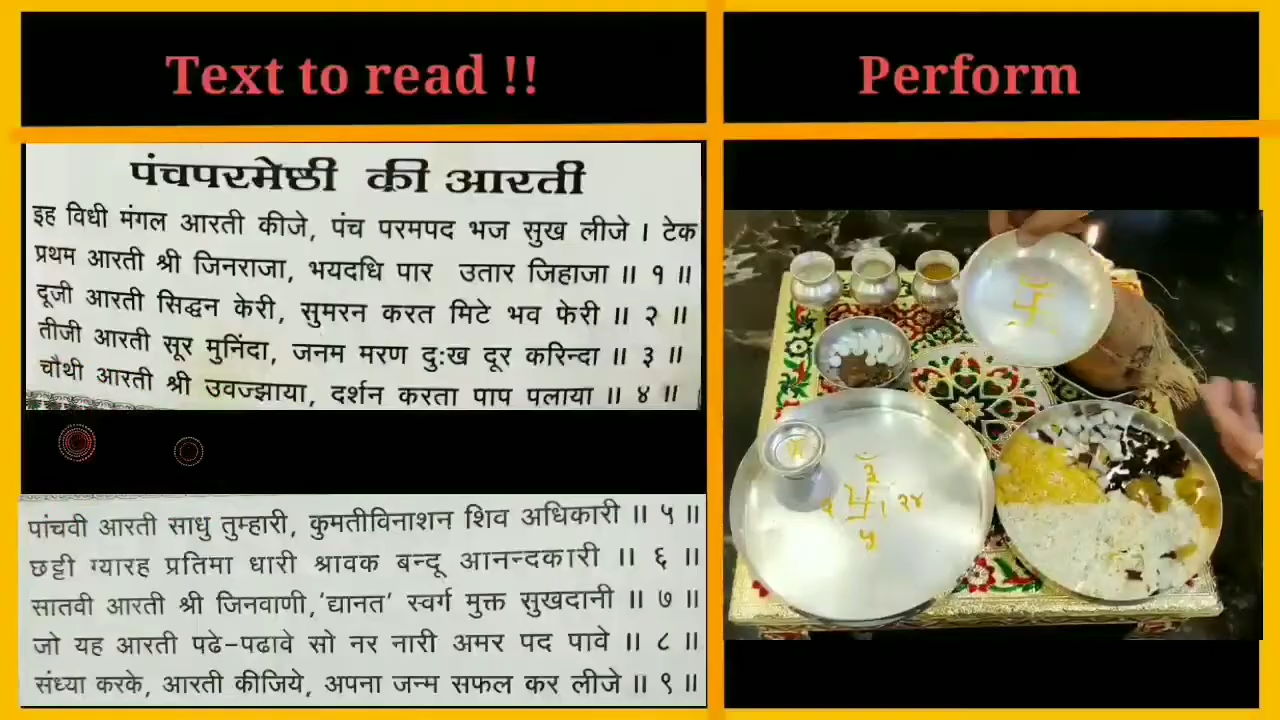 Text to read !!
Perform
पंचपरमेष्ठी की आरती
इह विधी मंगल आरती कीजे, पंच परमपद भज सुख लीजे । टेक
प्रथम आरती श्री जिनराजा, भयदधि पार उतार जिहाजा ॥ १ ॥
दूजी आरती सिद्धन केरी, सुमरन करत मिटे भव फेरी ॥ २ ॥
तीजी आरती सूर मुनिंदा, जनम मरण दुःख दूर करिन्दा ॥ ३ ॥
चौथी आरती श्री उवज्झाया, दर्शन करता पाप पलाया ॥ ४ ॥
पांचवी आरती साधु तुम्हारी, कुमतीविनाशन शिव अधिकारी ॥ ५ ॥
छट्टी ग्यारह प्रतिमा धारी श्रावक बन्दू आनन्दकारी ॥ ६ ॥
सातवी आरती श्री जिनवाणी,'द्यानत' स्वर्ग मुक्त सुखदानी ॥ ७ ॥
जो यह आरती पढे-पढावे सो नर नारी अमर पद पावे ॥ ८ ॥
संध्या करके, आरती कीजिये, अपना जन्म सफल कर लीजे ॥ ९ ॥
३
२४
५